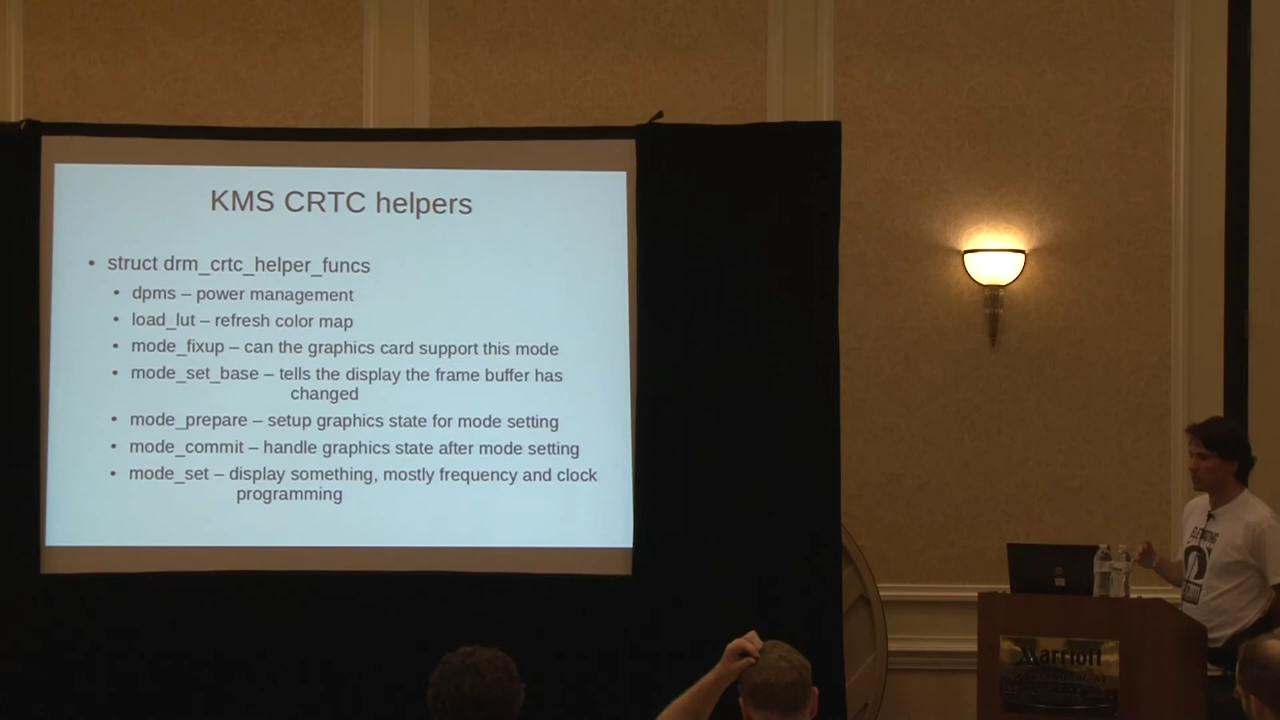 KMS CRTC helpers
• struct drm_crtc_helper_funcs
• dpms – power management
• load_lut – refresh color map
• mode_fixup – can the graphics card support this mode
• mode_set_base – tells the display the frame buffer has
changed
• mode_prepare – setup graphics state for mode setting
• mode_commit – handle graphics state after mode setting
• mode_set – display something, mostly frequency and clock
programming
Marriott